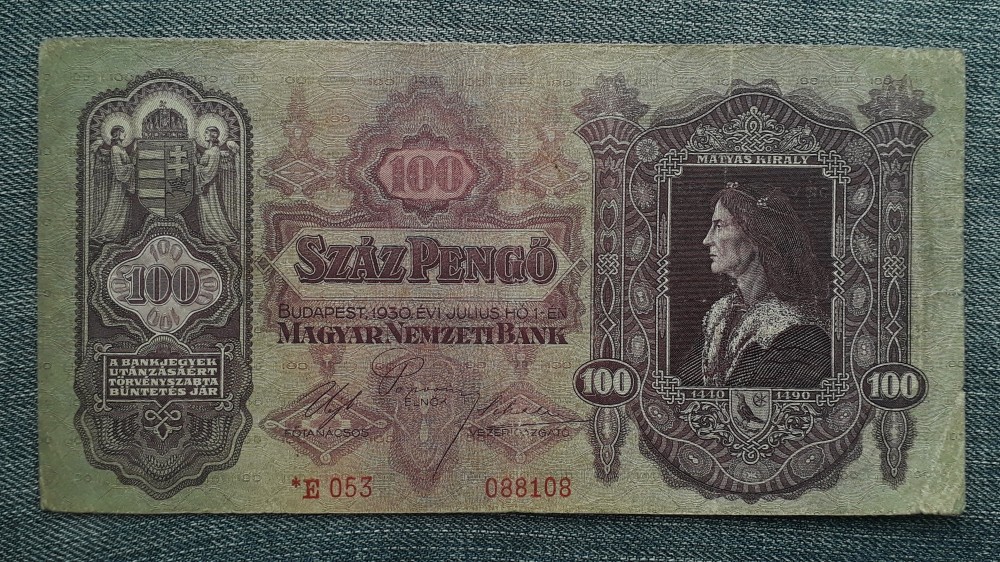 100
A BANKJEGYEK
UTÁNZÁSÁÉRT
TÖRVÉNYSZABTA
BÜNTETÉS JÁR
100
SZÁZ PENGŐ
BUDAPEST, 1930. ÉVI JÚLIUS HÓ 1-ÉN
MAGYAR NEMZETI BANK
ELNÖK
FŐTANÁCSOS
VEZÉRIGAZGATÓ
*E 053
088108
MÁTYÁS KIRÁLY
100
1440
1490
100